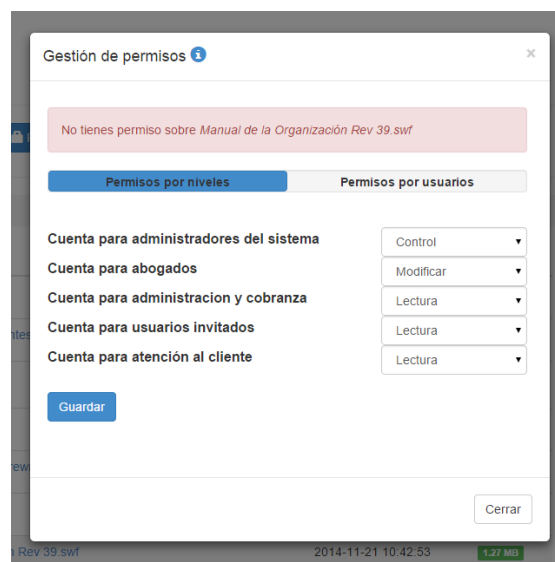 Gestión de permisos
×
No tienes permiso sobre Manual de la Organización Rev 39.swf
Permisos por niveles Permisos por usuarios
Cuenta para administradores del sistema Control
Cuenta para abogados Modificar
Cuenta para administracion y cobranza Lectura
Cuenta para usuarios invitados Lectura
Cuenta para atención al cliente Lectura
Guardar
Cerrar
Rev 39.swf 2014-11-21 10:42:53 1.27 MB